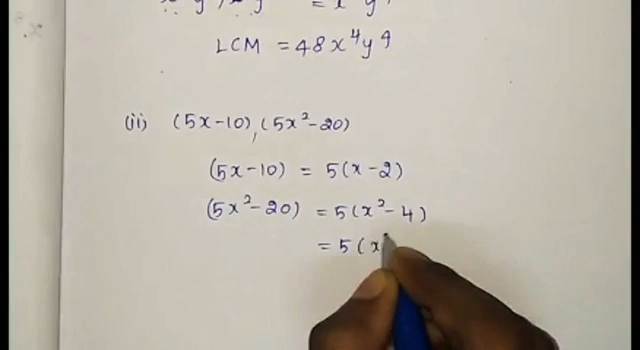 LCM = 48x⁴y⁴
(ii) (5x-10), (5x²-20)
(5x-10) = 5(x-2)
(5x²-20) = 5(x²-4)
= 5(x